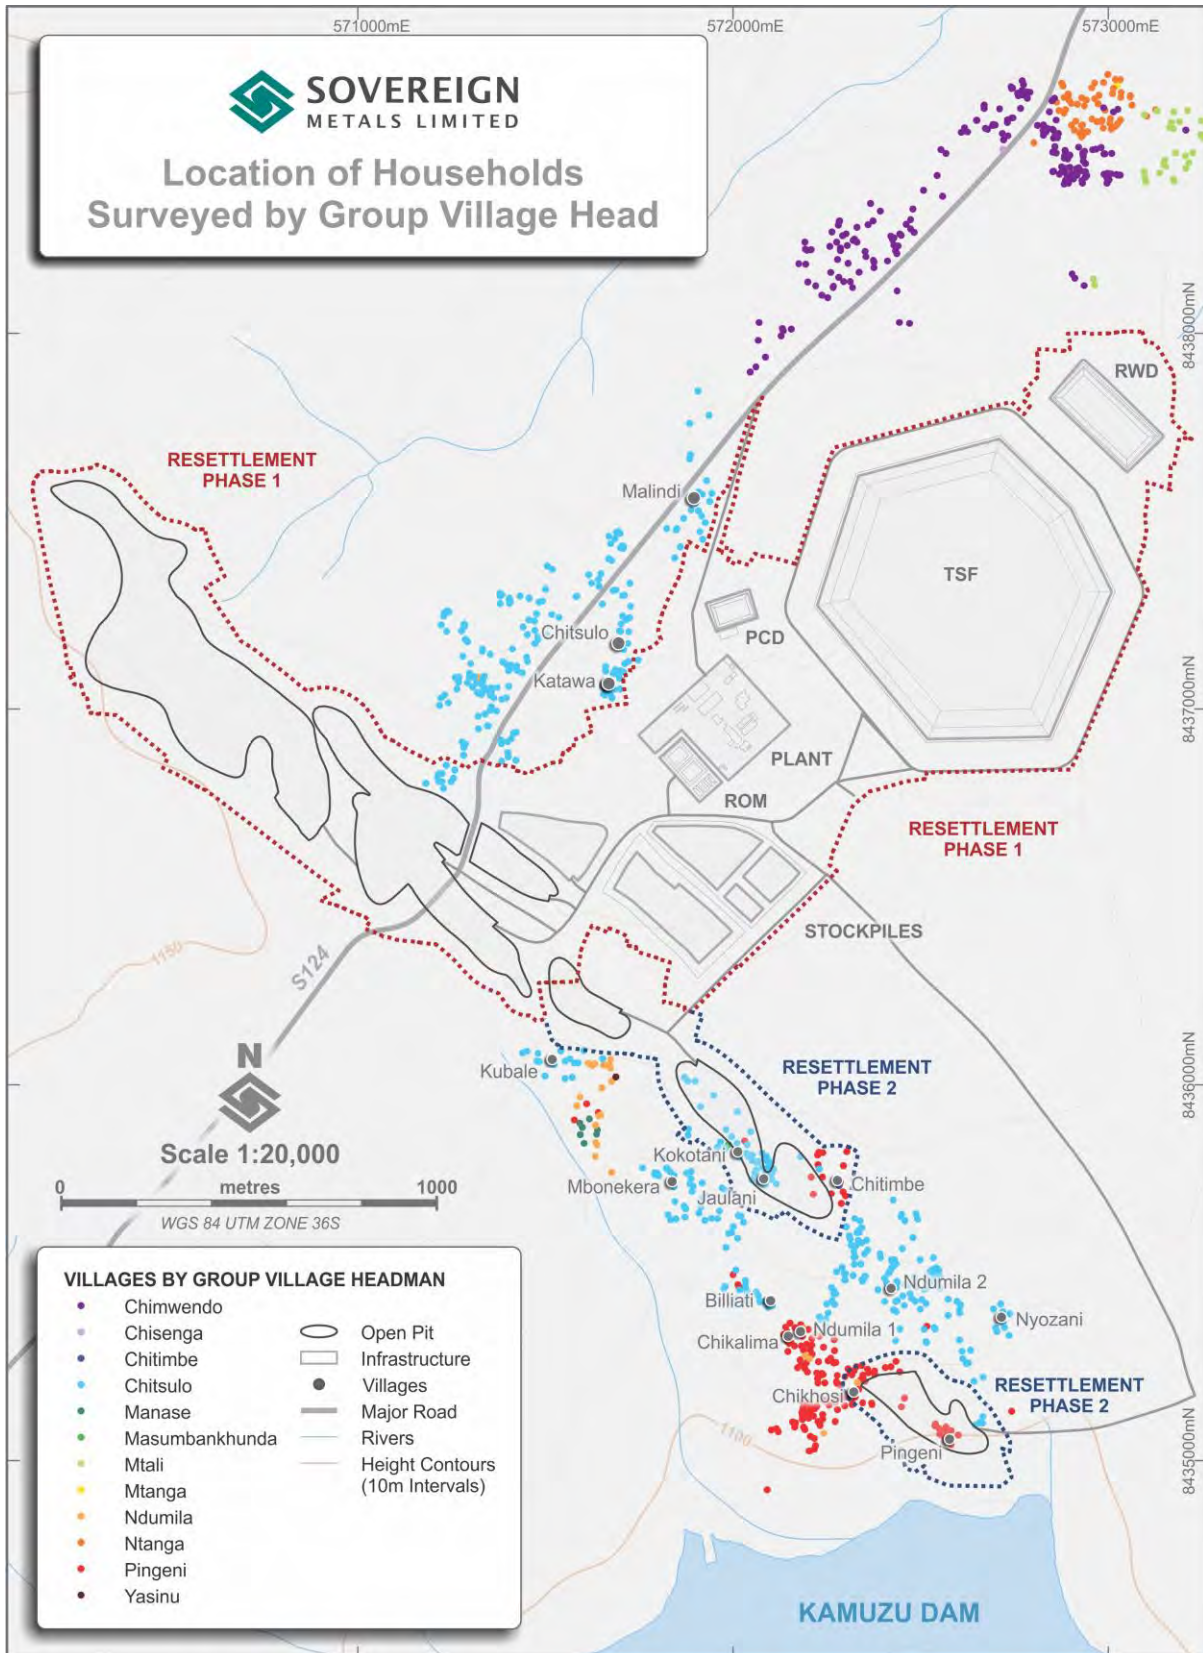 571000mE
572000mE
573000mE
SOVEREIGN
METALS LIMITED
Location of Households
Surveyed by Group Village Head
8438000mN
RWD
RESETTLEMENT
PHASE 1
Malindi
TSF
Chitsulo
PCD
Katawa
8437000mN
PLANT
ROM
RESETTLEMENT
PHASE 1
STOCKPILES
1150
S124
N
Scale 1:20,000
0 metres 1000
WGS 84 UTM ZONE 36S
Kubale
RESETTLEMENT
PHASE 2
8436000mN
Kokotani
Mbonekera
Jaulani
Chitimbe
Ndumila 2
Billiati
Nyozani
Ndumila 1
Chikalima
Chikhosi
RESETTLEMENT
PHASE 2
1100
Pingeni
8435000mN
KAMUZU DAM
VILLAGES BY GROUP VILLAGE HEADMAN
Chimwendo
Chisenga
Chitimbe
Chitsulo
Manase
Masumbankhunda
Mtali
Mtanga
Ndumila
Ntanga
Pingeni
Yasinu
Open Pit
Infrastructure
Villages
Major Road
Rivers
Height Contours
(10m Intervals)